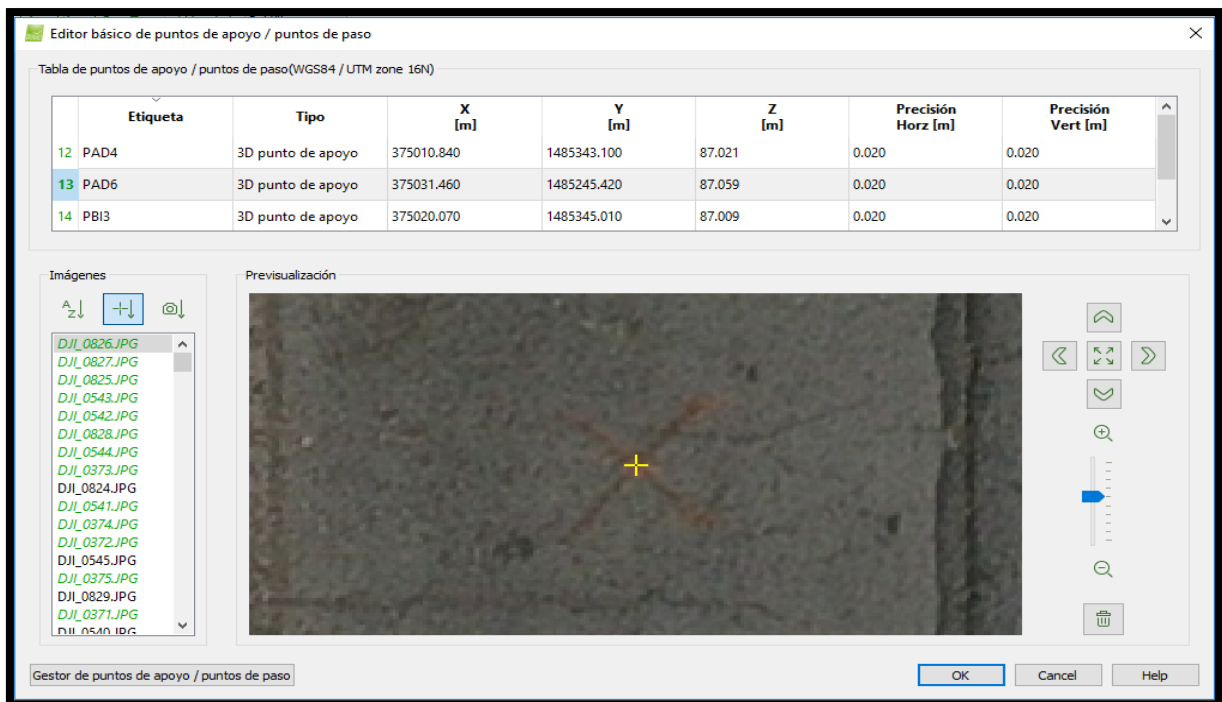 Editor básico de puntos de apoyo / puntos de paso
Tabla de puntos de apoyo / puntos de paso(WGS84 / UTM zone 16N)
Etiqueta Tipo X [m] Y [m] Z [m] Precisión Horz [m] Precisión Vert [m]
12 PAD4 3D punto de apoyo 375010.840 1485343.100 87.021 0.020 0.020
13 PAD6 3D punto de apoyo 375031.460 1485245.420 87.059 0.020 0.020
14 PBI3 3D punto de apoyo 375020.070 1485345.010 87.009 0.020 0.020
Imágenes
Previsualización
DJI_0826.JPG
DJI_0827.JPG
DJI_0825.JPG
DJI_0543.JPG
DJI_0542.JPG
DJI_0828.JPG
DJI_0544.JPG
DJI_0373.JPG
DJI_0824.JPG
DJI_0541.JPG
DJI_0374.JPG
DJI_0372.JPG
DJI_0545.JPG
DJI_0375.JPG
DJI_0829.JPG
DJI_0371.JPG
DJI_0540.JPG
Gestor de puntos de apoyo / puntos de paso
OK Cancel Help